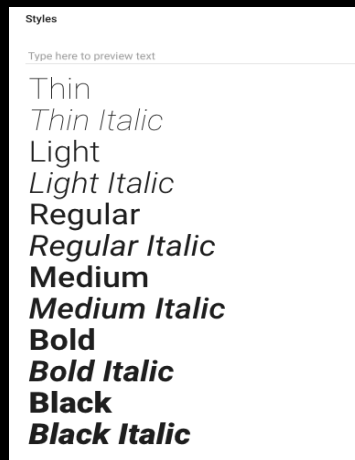 Styles
Type here to preview text
Thin
Thin Italic
Light
Light Italic
Regular
Regular Italic
Medium
Medium Italic
Bold
Bold Italic
Black
Black Italic